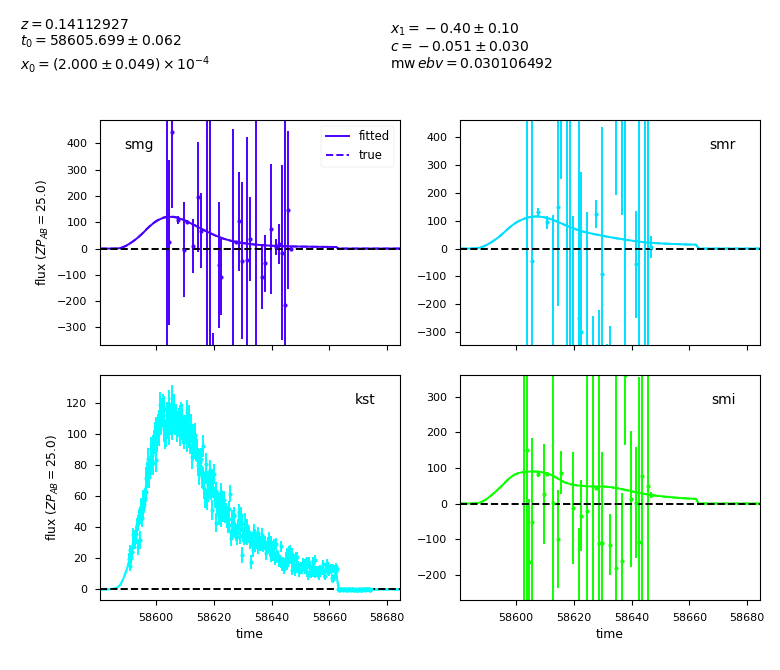 z = 0.14112927
t₀ = 58605.699 ± 0.062
x₀ = (2.000 ± 0.049) × 10⁻⁴
x₁ = −0.40 ± 0.10
c = −0.051 ± 0.030
mw ebv = 0.030106492
smg
fitted
true
400
300
200
100
0
−100
−200
−300
flux (ZP_AB = 25.0)
smr
400
300
200
100
0
−100
−200
−300
kst
120
100
80
60
40
20
0
flux (ZP_AB = 25.0)
58600 58620 58640 58660 58680
time
smi
300
200
100
0
−100
−200
58600 58620 58640 58660 58680
time